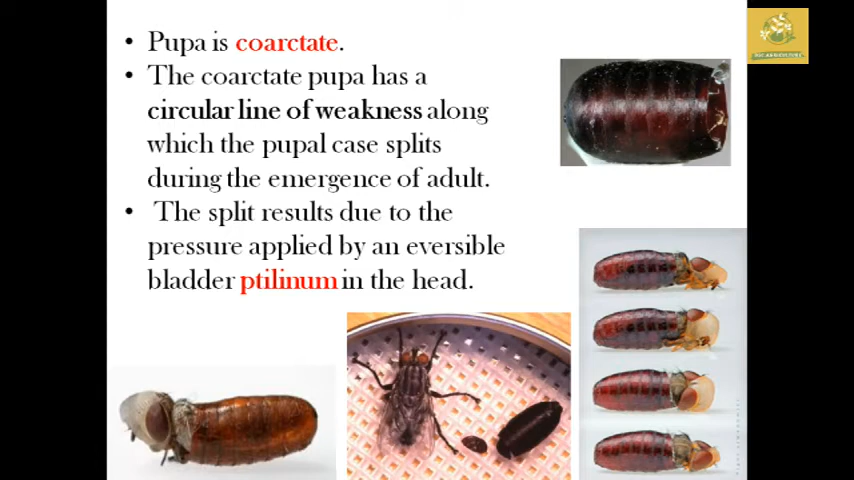 • Pupa is coarctate.
• The coarctate pupa has a
circular line of weakness along
which the pupal case splits
during the emergence of adult.
• The split results due to the
pressure applied by an eversible
bladder ptilinum in the head.